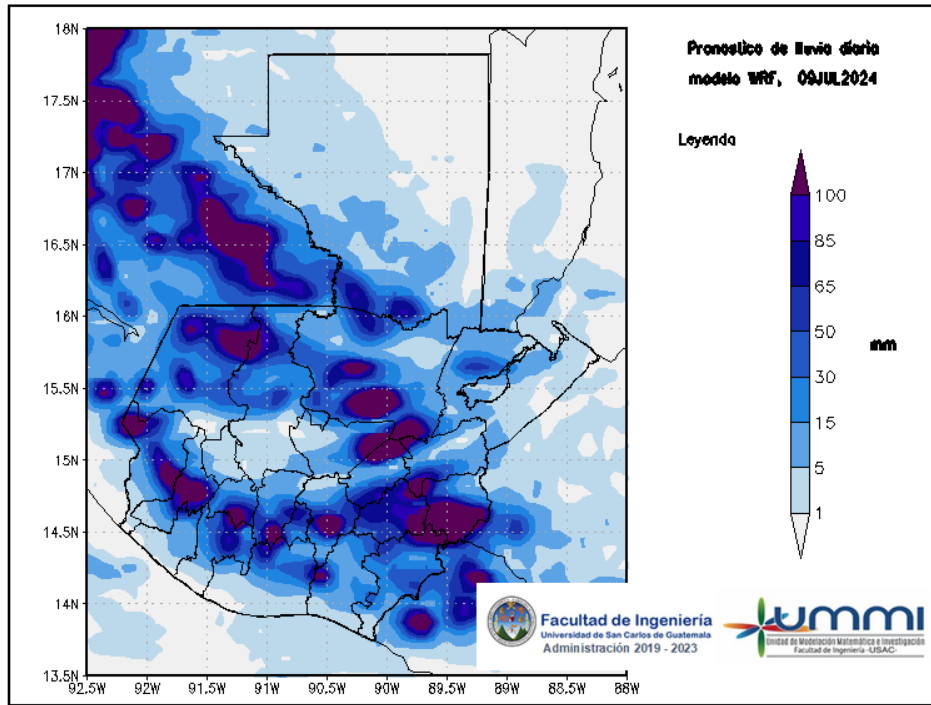 Pronostico de lluvia diaria
modelo WRF, 09JUL2024
Leyenda
100
85
65
50
30
15
5
1
mm
18N
17.5N
17N
16.5N
16N
15.5N
15N
14.5N
14N
13.5N
92.5W 92W 91.5W 91W 90.5W 90W 89.5W 89W 88.5W 88W
Facultad de Ingeniería
Universidad de San Carlos de Guatemala
Administración 2019 - 2023
ummi
Unidad de Modelación Matemática e Investigación
Facultad de Ingeniería -USAC-